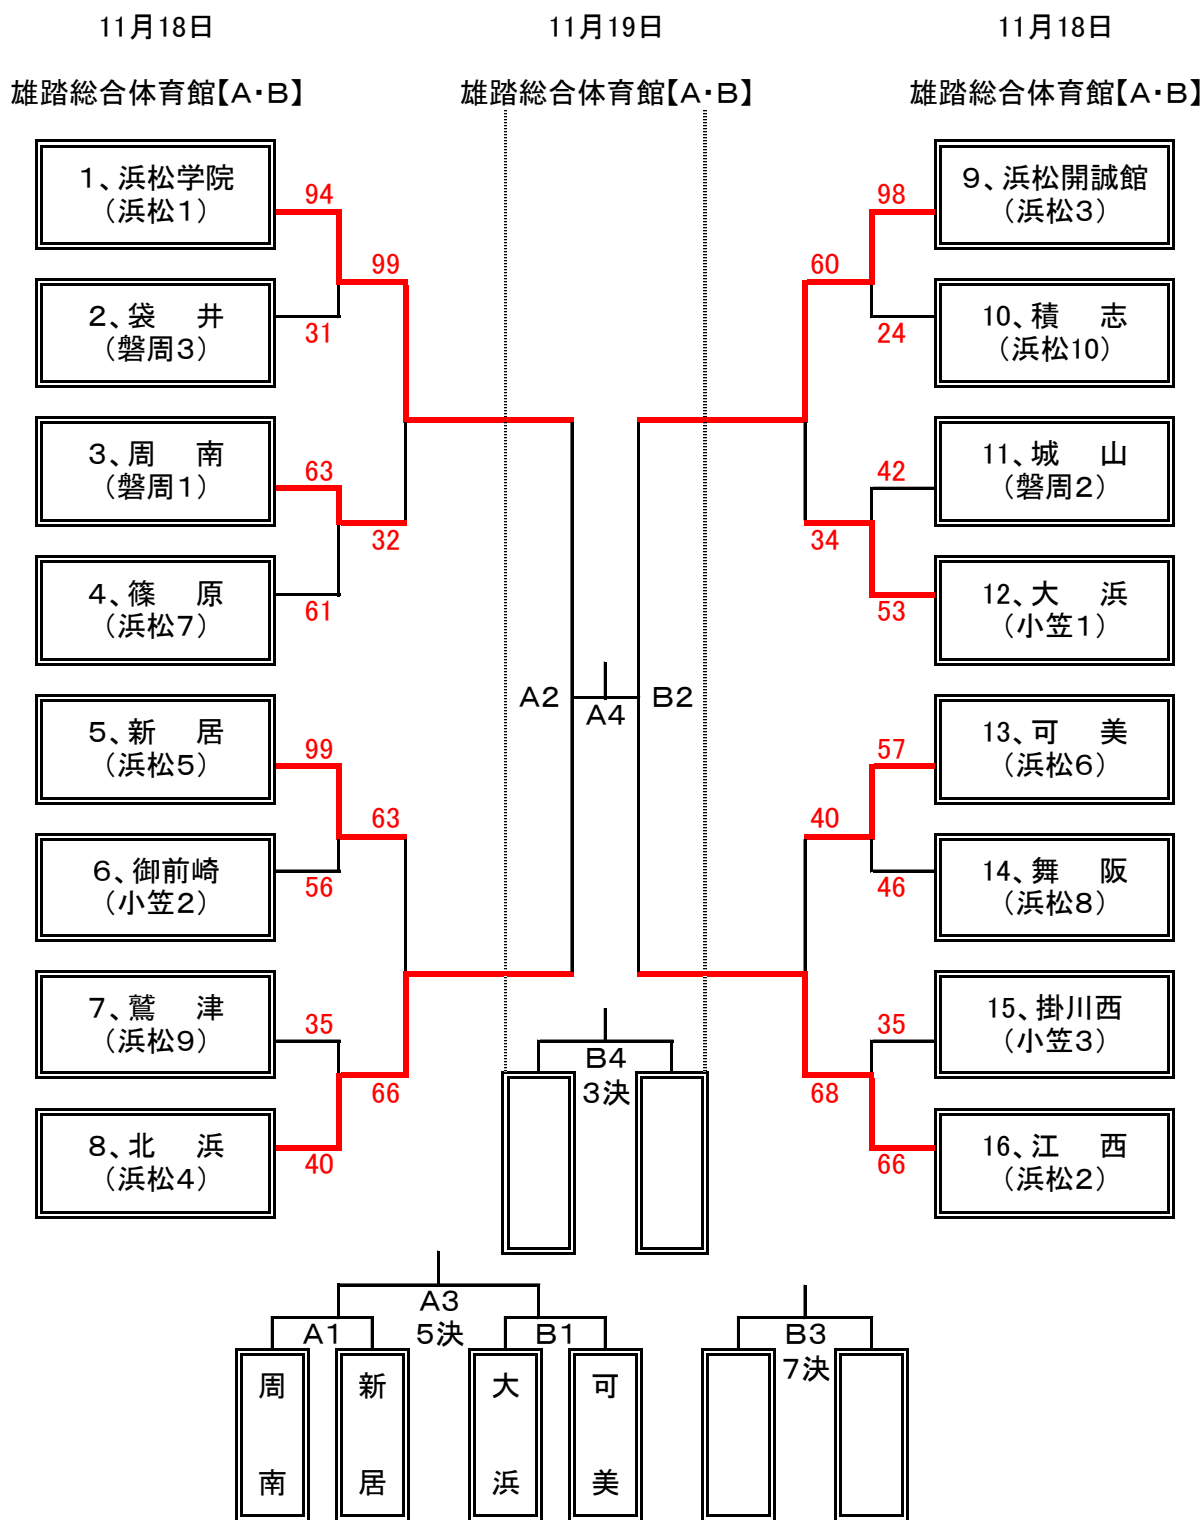 11月18日
11月19日
11月18日
雄踏総合体育館【A・B】
雄踏総合体育館【A・B】
雄踏総合体育館【A・B】
1、浜松学院
(浜松1)
94
2、袋　井
(磐周3)
31
99
3、周　南
(磐周1)
63
32
4、篠　原
(浜松7)
61
5、新　居
(浜松5)
99
63
6、御前崎
(小笠2)
56
7、鷲　津
(浜松9)
35
66
8、北　浜
(浜松4)
40
9、浜松開誠館
(浜松3)
98
60
10、積　志
(浜松10)
24
11、城　山
(磐周2)
42
34
12、大　浜
(小笠1)
53
13、可　美
(浜松6)
57
40
14、舞　阪
(浜松8)
46
15、掛川西
(小笠3)
35
68
16、江　西
(浜松2)
66
A2
A4
B2
B4
3決
A3
5決
A1
B1
B3
7決
周南
新居
大浜
可美